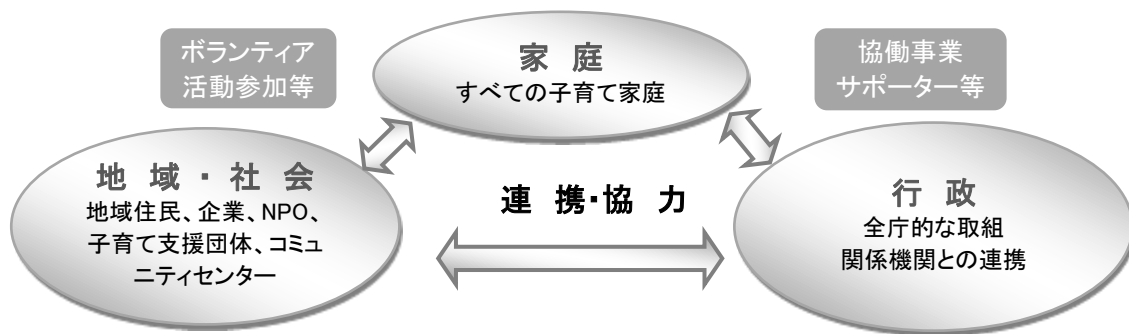 ボランティア
活動参加等
家 庭
すべての子育て家庭
協働事業
サポーター等
地 域 ・ 社 会
地域住民、企業、NPO、
子育て支援団体、コミュ
ニティセンター
連 携・協 力
行 政
全庁的な取組
関係機関との連携